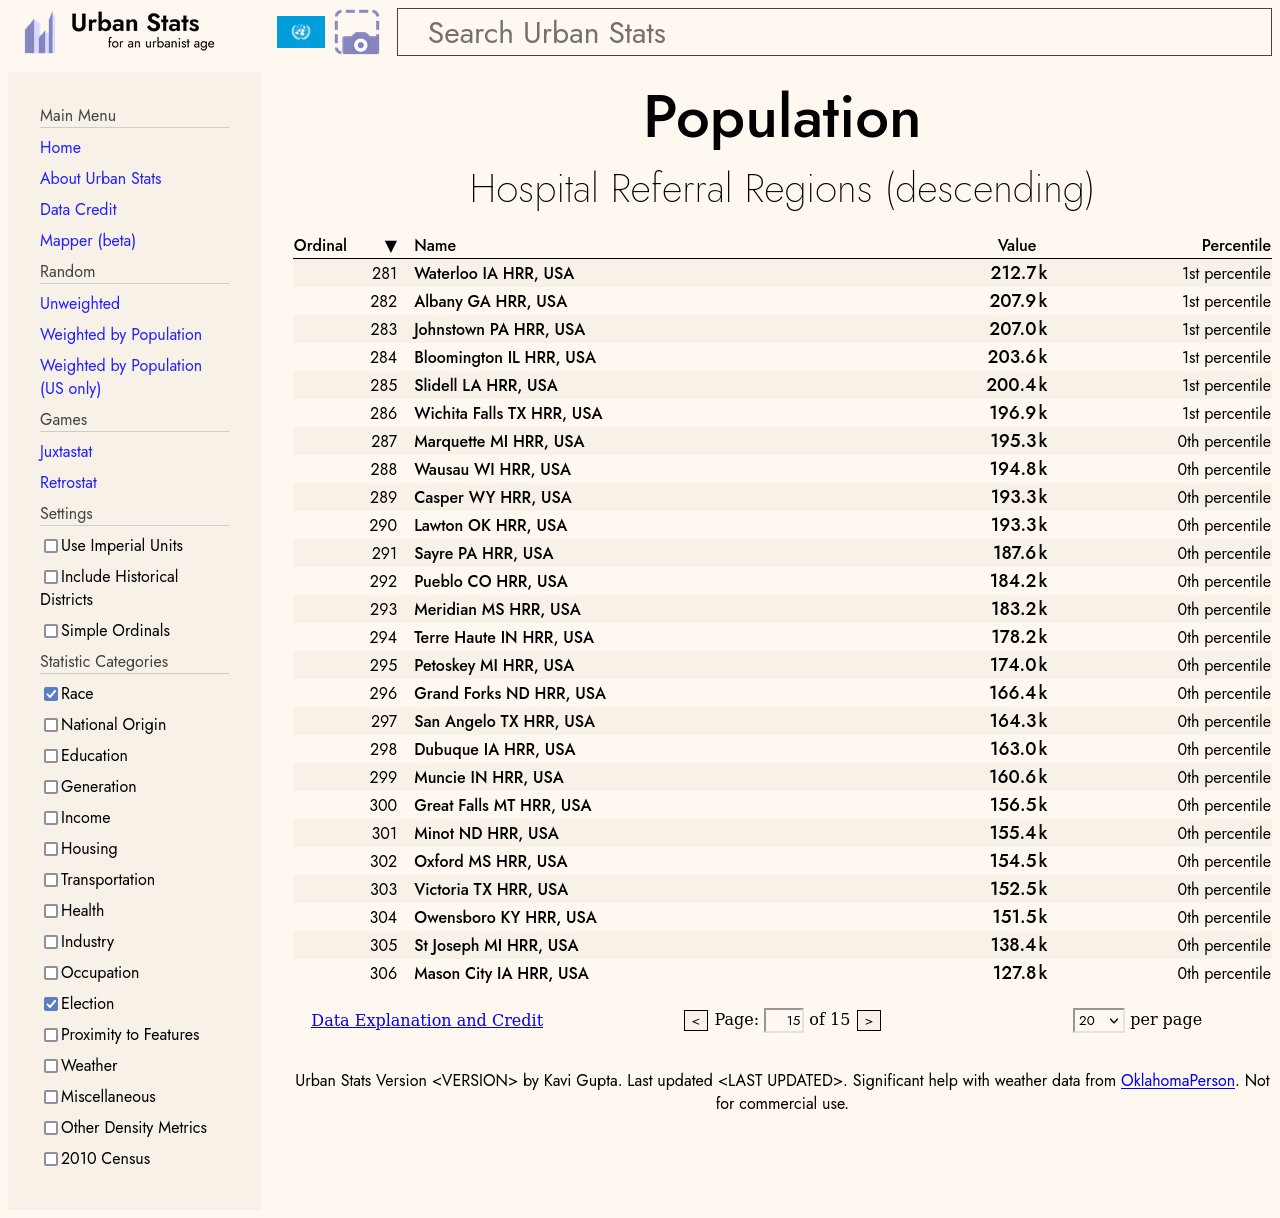 Urban Stats
for an urbanist age
Search Urban Stats
Main Menu
Home
About Urban Stats
Data Credit
Mapper (beta)
Random
Unweighted
Weighted by Population
Weighted by Population
(US only)
Games
Juxtastat
Retrostat
Settings
Use Imperial Units
Include Historical
Districts
Simple Ordinals
Statistic Categories
Race
National Origin
Education
Generation
Income
Housing
Transportation
Health
Industry
Occupation
Election
Proximity to Features
Weather
Miscellaneous
Other Density Metrics
2010 Census
Population
Hospital Referral Regions (descending)
Ordinal ▼ Name Value Percentile
281 Waterloo IA HRR, USA 212.7k 1st percentile
282 Albany GA HRR, USA 207.9k 1st percentile
283 Johnstown PA HRR, USA 207.0k 1st percentile
284 Bloomington IL HRR, USA 203.6k 1st percentile
285 Slidell LA HRR, USA 200.4k 1st percentile
286 Wichita Falls TX HRR, USA 196.9k 1st percentile
287 Marquette MI HRR, USA 195.3k 0th percentile
288 Wausau WI HRR, USA 194.8k 0th percentile
289 Casper WY HRR, USA 193.3k 0th percentile
290 Lawton OK HRR, USA 193.3k 0th percentile
291 Sayre PA HRR, USA 187.6k 0th percentile
292 Pueblo CO HRR, USA 184.2k 0th percentile
293 Meridian MS HRR, USA 183.2k 0th percentile
294 Terre Haute IN HRR, USA 178.2k 0th percentile
295 Petoskey MI HRR, USA 174.0k 0th percentile
296 Grand Forks ND HRR, USA 166.4k 0th percentile
297 San Angelo TX HRR, USA 164.3k 0th percentile
298 Dubuque IA HRR, USA 163.0k 0th percentile
299 Muncie IN HRR, USA 160.6k 0th percentile
300 Great Falls MT HRR, USA 156.5k 0th percentile
301 Minot ND HRR, USA 155.4k 0th percentile
302 Oxford MS HRR, USA 154.5k 0th percentile
303 Victoria TX HRR, USA 152.5k 0th percentile
304 Owensboro KY HRR, USA 151.5k 0th percentile
305 St Joseph MI HRR, USA 138.4k 0th percentile
306 Mason City IA HRR, USA 127.8k 0th percentile
Data Explanation and Credit < Page: 15 of 15 > 20 per page
Urban Stats Version <VERSION> by Kavi Gupta. Last updated <LAST UPDATED>. Significant help with weather data from OklahomaPerson. Not
for commercial use.